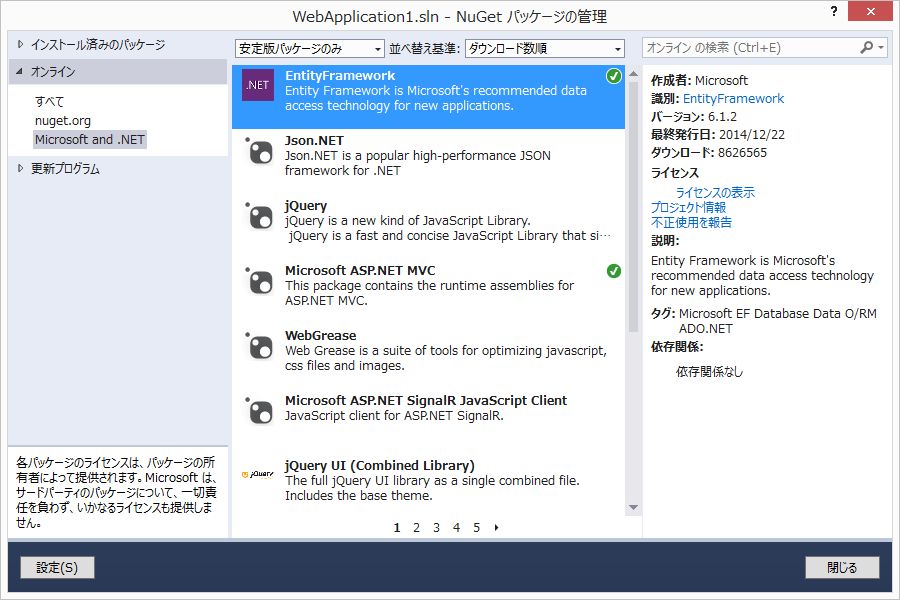 WebApplication1.sln - NuGet パッケージの管理
?
インストール済みのパッケージ
オンライン
すべて
nuget.org
Microsoft and .NET
更新プログラム
各パッケージのライセンスは、パッケージの所
有者によって提供されます。Microsoft は、
サードパーティのパッケージについて、一切責
任を負わず、いかなるライセンスも提供しま
せん。
安定版パッケージのみ
並べ替え基準:
ダウンロード数順
.NET
EntityFramework
Entity Framework is Microsoft's recommended data
access technology for new applications.
Json.NET
Json.NET is a popular high-performance JSON
framework for .NET
jQuery
jQuery is a new kind of JavaScript Library.
jQuery is a fast and concise JavaScript Library that si…
Microsoft ASP.NET MVC
This package contains the runtime assemblies for
ASP.NET MVC.
WebGrease
Web Grease is a suite of tools for optimizing javascript,
css files and images.
Microsoft ASP.NET SignalR JavaScript Client
JavaScript client for ASP.NET SignalR.
jQuery
jQuery UI (Combined Library)
The full jQuery UI library as a single combined file.
Includes the base theme.
1 2 3 4 5
オンライン の検索 (Ctrl+E)
作成者: Microsoft
識別: EntityFramework
バージョン: 6.1.2
最終発行日: 2014/12/22
ダウンロード: 8626565
ライセンス
ライセンスの表示
プロジェクト情報
不正使用を報告
説明:
Entity Framework is Microsoft's
recommended data access technology
for new applications.
タグ: Microsoft EF Database Data O/RM
ADO.NET
依存関係:
依存関係なし
設定(S)
閉じる